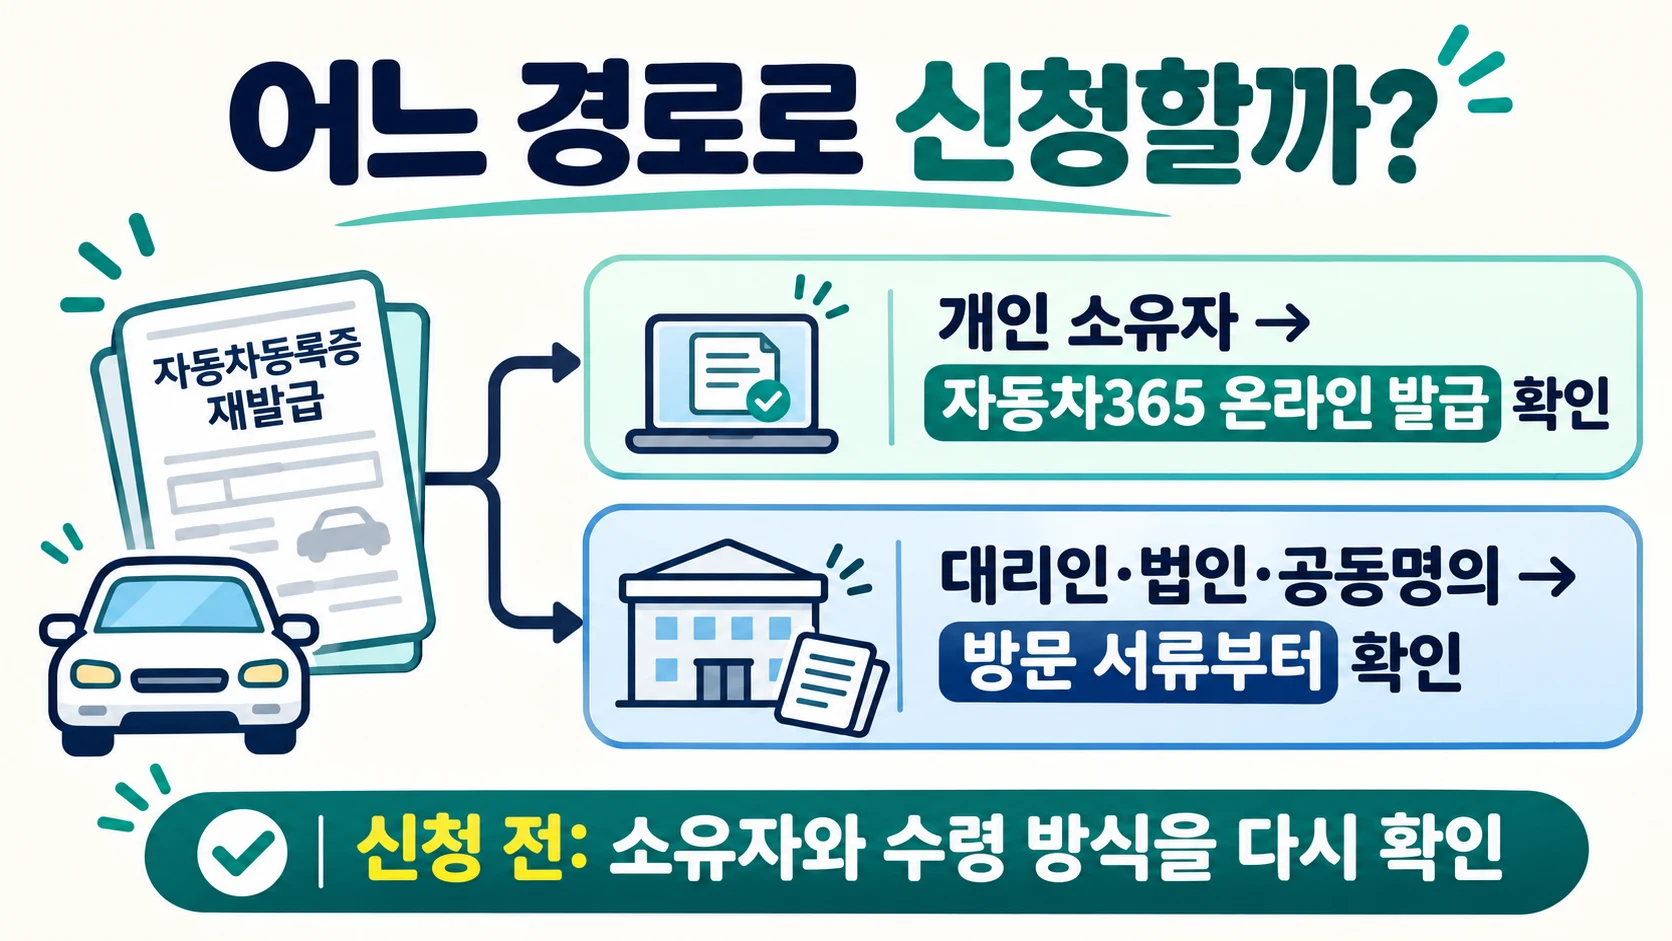 어느 경로로 신청할까?
자동차등록증
재발급
개인 소유자 →
자동차365 온라인 발급 확인
대리인·법인·공동명의 →
방문 서류부터 확인
신청 전: 소유자와 수령 방식을 다시 확인